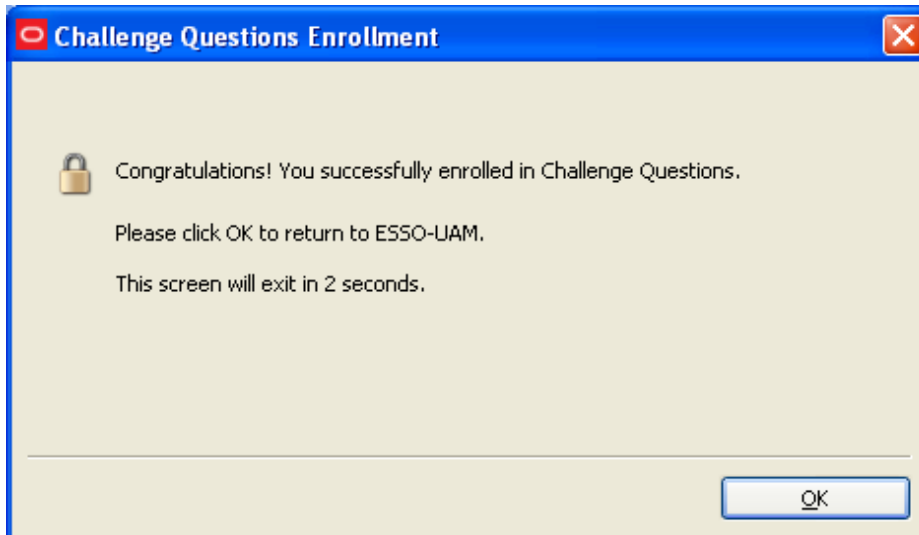 Challenge Questions Enrollment
Congratulations! You successfully enrolled in Challenge Questions.
Please click OK to return to ESSO-UAM.
This screen will exit in 2 seconds.
OK